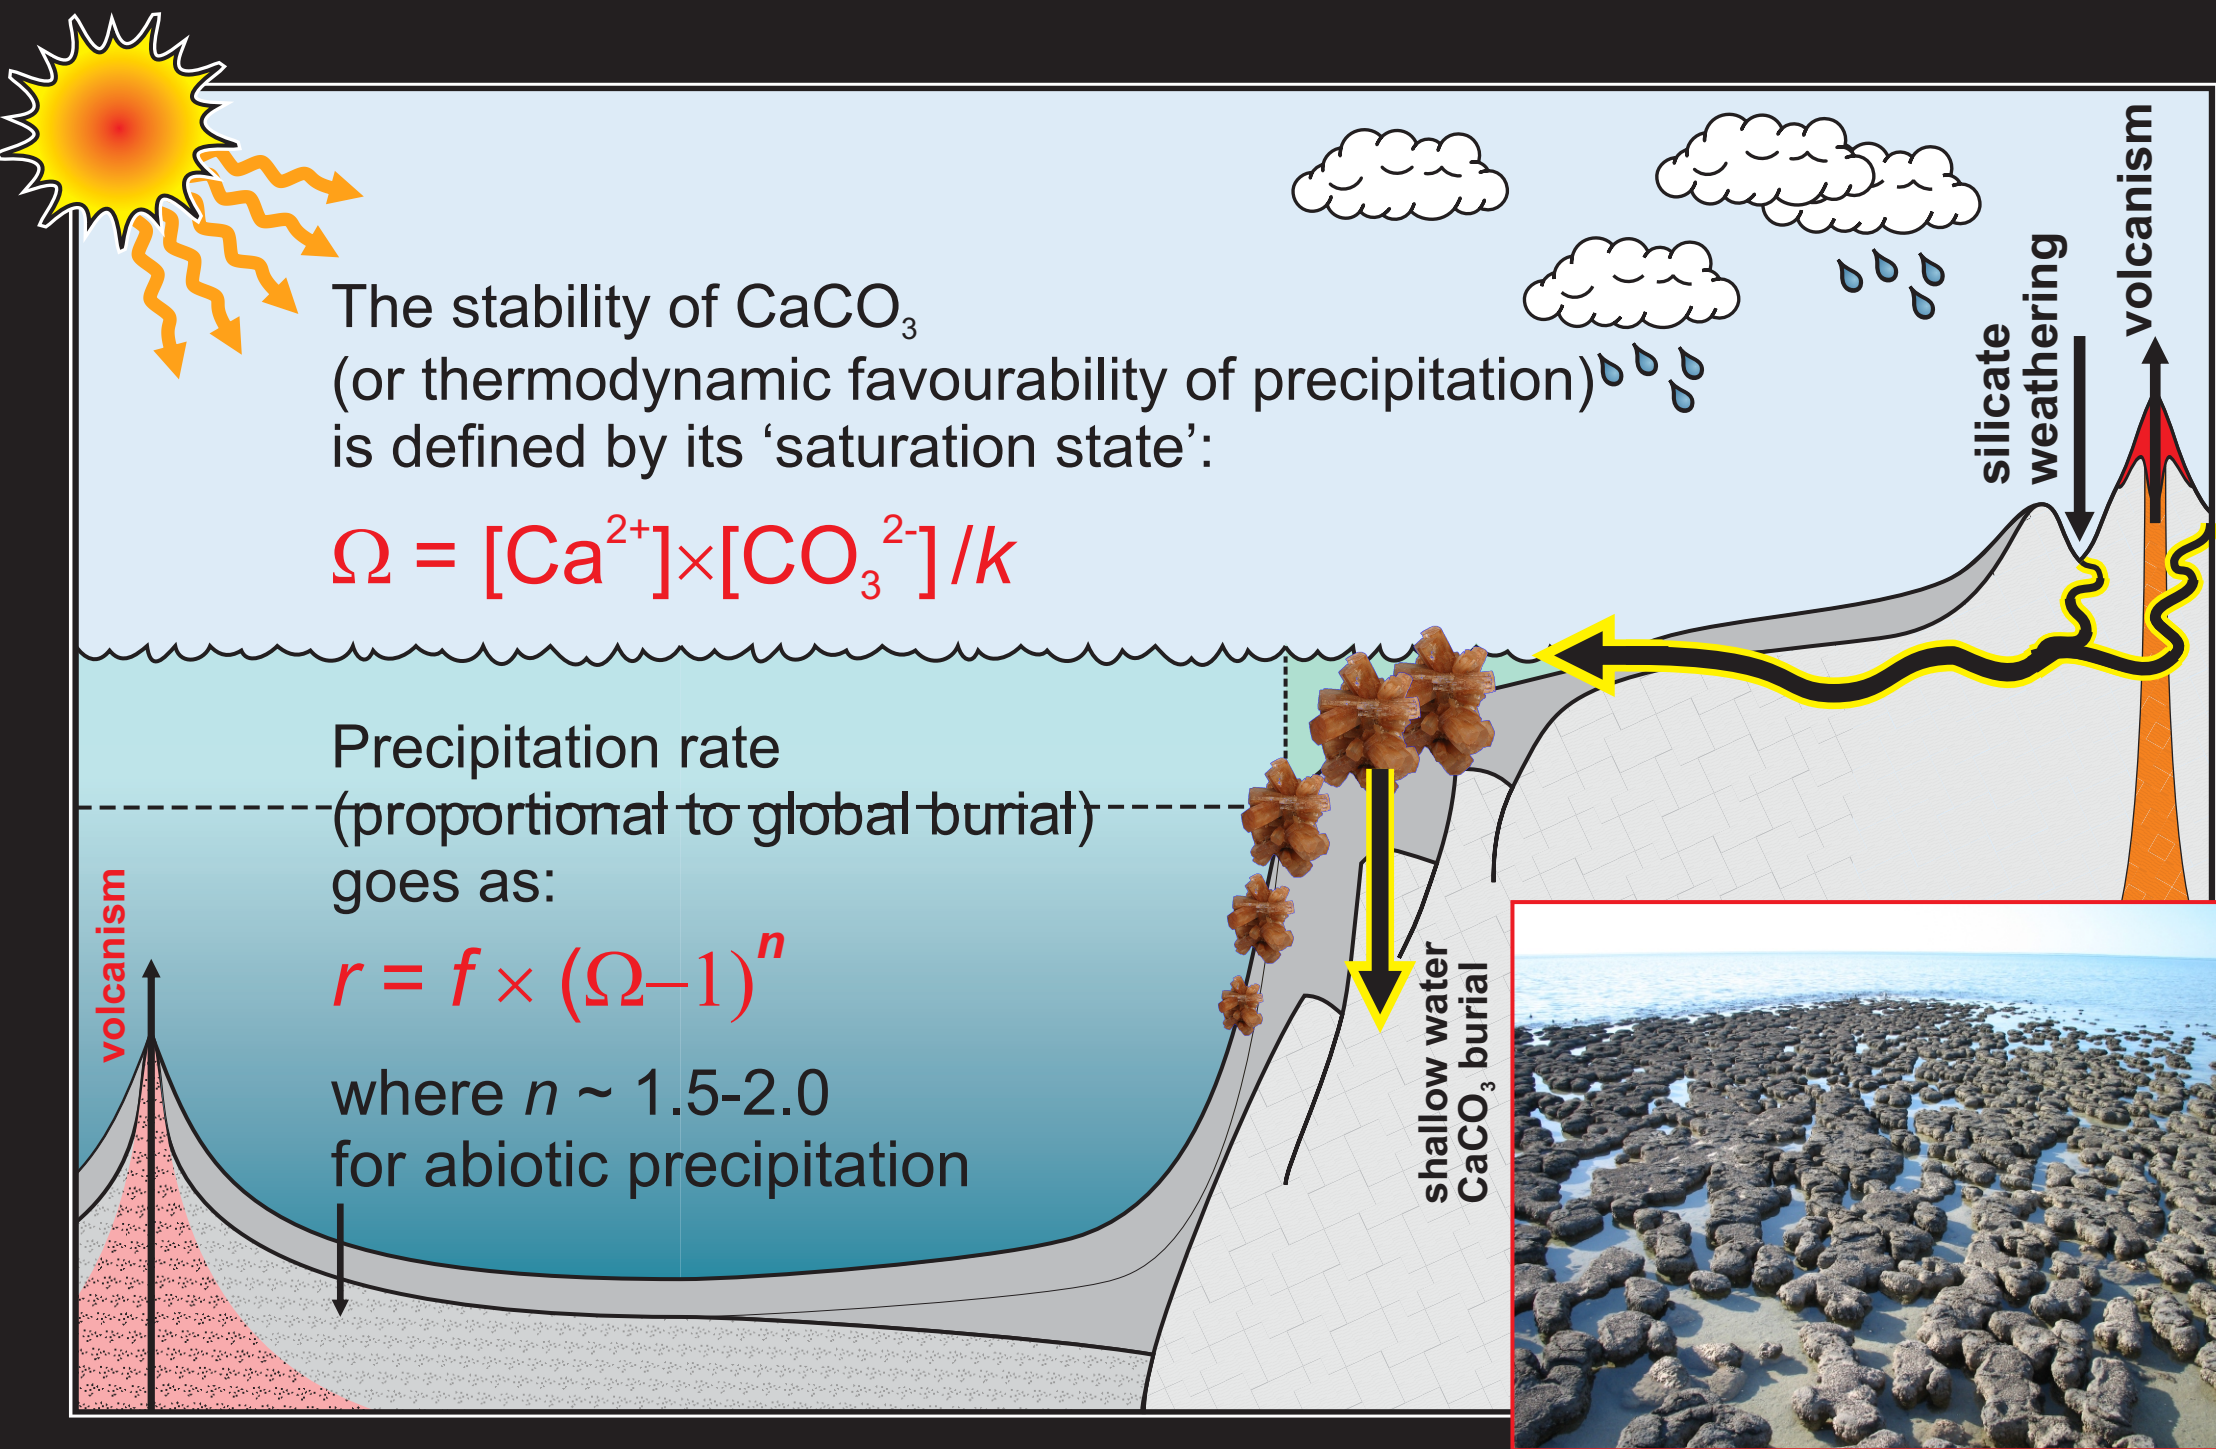 The stability of CaCO₃
(or thermodynamic favourability of precipitation)
is defined by its ‘saturation state’:
Ω = [Ca²⁺]×[CO₃²⁻]/k
Precipitation rate
(proportional to global burial)
goes as:
r = f × (Ω–1)ⁿ
where n ~ 1.5-2.0
for abiotic precipitation
volcanism
silicate
weathering
volcanism
shallow water
CaCO₃ burial